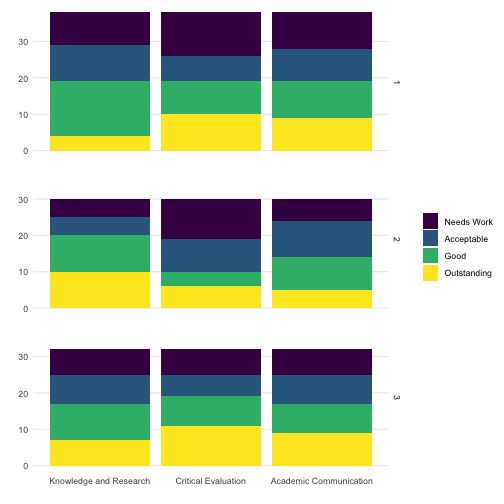 30
20
10
0
1
30
20
10
0
2
30
20
10
0
3
Knowledge and Research
Critical Evaluation
Academic Communication
Needs Work
Acceptable
Good
Outstanding